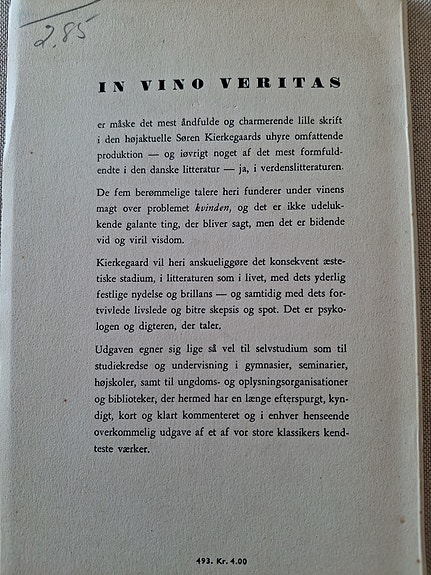 2.85
IN VINO VERITAS
er måske det mest åndfulde og charmerende lille skrift
i den højaktuelle Søren Kierkegaards uhyre omfattende
produktion — og iøvrigt noget af det mest formfuld-
endte i den danske litteratur — ja, i verdenslitteraturen.
De fem berømmelige talere heri funderer under vinens
magt over problemet kvinden, og det er ikke udeluk-
kende galante ting, der bliver sagt, men det er bidende
vid og viril visdom.
Kierkegaard vil heri anskueliggøre det konsekvent æste-
tiske stadium, i litteraturen som i livet, med dets yderlig
festlige nydelse og brillans — og samtidig med dets for-
tvivlede livslede og bitre skepsis og spot. Det er psyko-
logen og digteren, der taler.
Udgaven egner sig lige så vel til selvstudium som til
studiekredse og undervisning i gymnasier, seminarier,
højskoler, samt til ungdoms- og oplysningsorganisationer
og biblioteker, der hermed har en længe efterspurgt, kyn-
digt, kort og klart kommenteret og i enhver henseende
overkommelig udgave af et af vor store klassikers kend-
teste værker.
493. Kr. 4.00